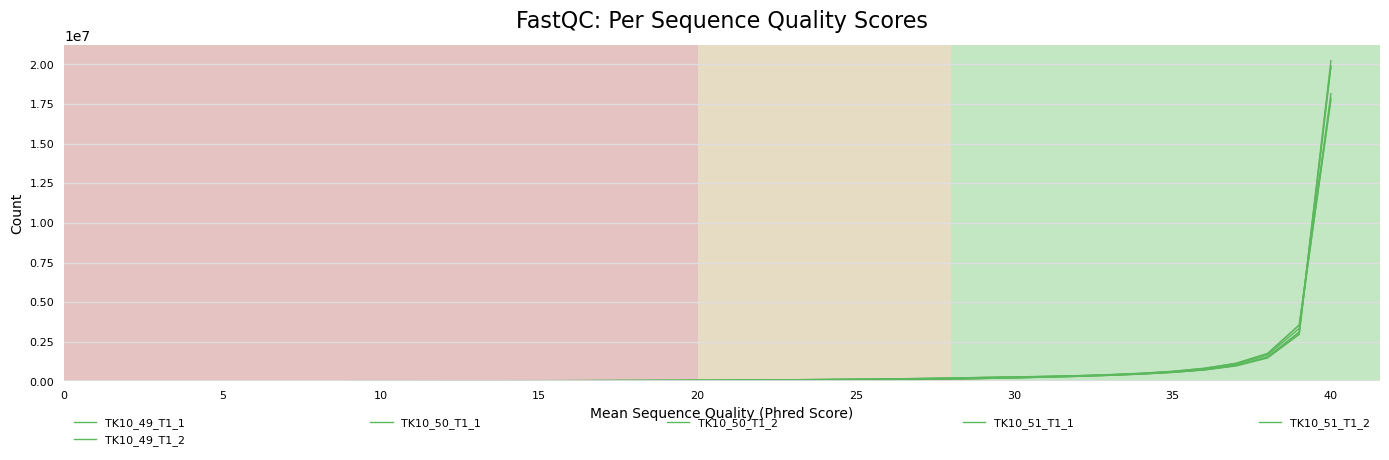 FastQC: Per Sequence Quality Scores
1e7
2.00
1.75
1.50
1.25
1.00
0.75
0.50
0.25
0.00
Count
0 5 10 15 20 25 30 35 40
Mean Sequence Quality (Phred Score)
TK10_49_T1_1 TK10_50_T1_1 TK10_50_T1_2 TK10_51_T1_1 TK10_51_T1_2
TK10_49_T1_2